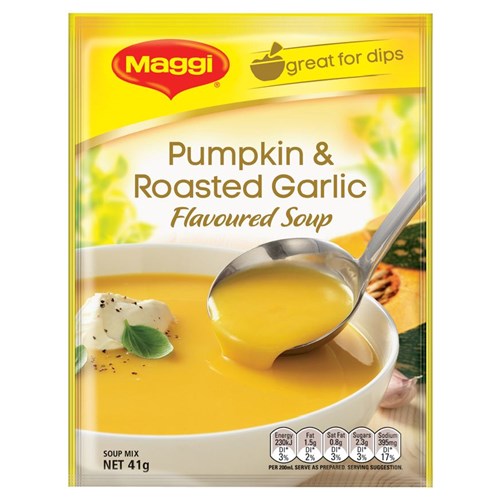 Maggi®
great for dips
Pumpkin &
Roasted Garlic
Flavoured Soup
SOUP MIX
NET 41g
Energy 230kJ DI* 3%
Fat 1.5g DI* 2%
Sat Fat 0.8g DI* 3%
Sugars 2.3g DI* 3%
Sodium 395mg DI* 17%
PER 200mL SERVE AS PREPARED. SERVING SUGGESTION.